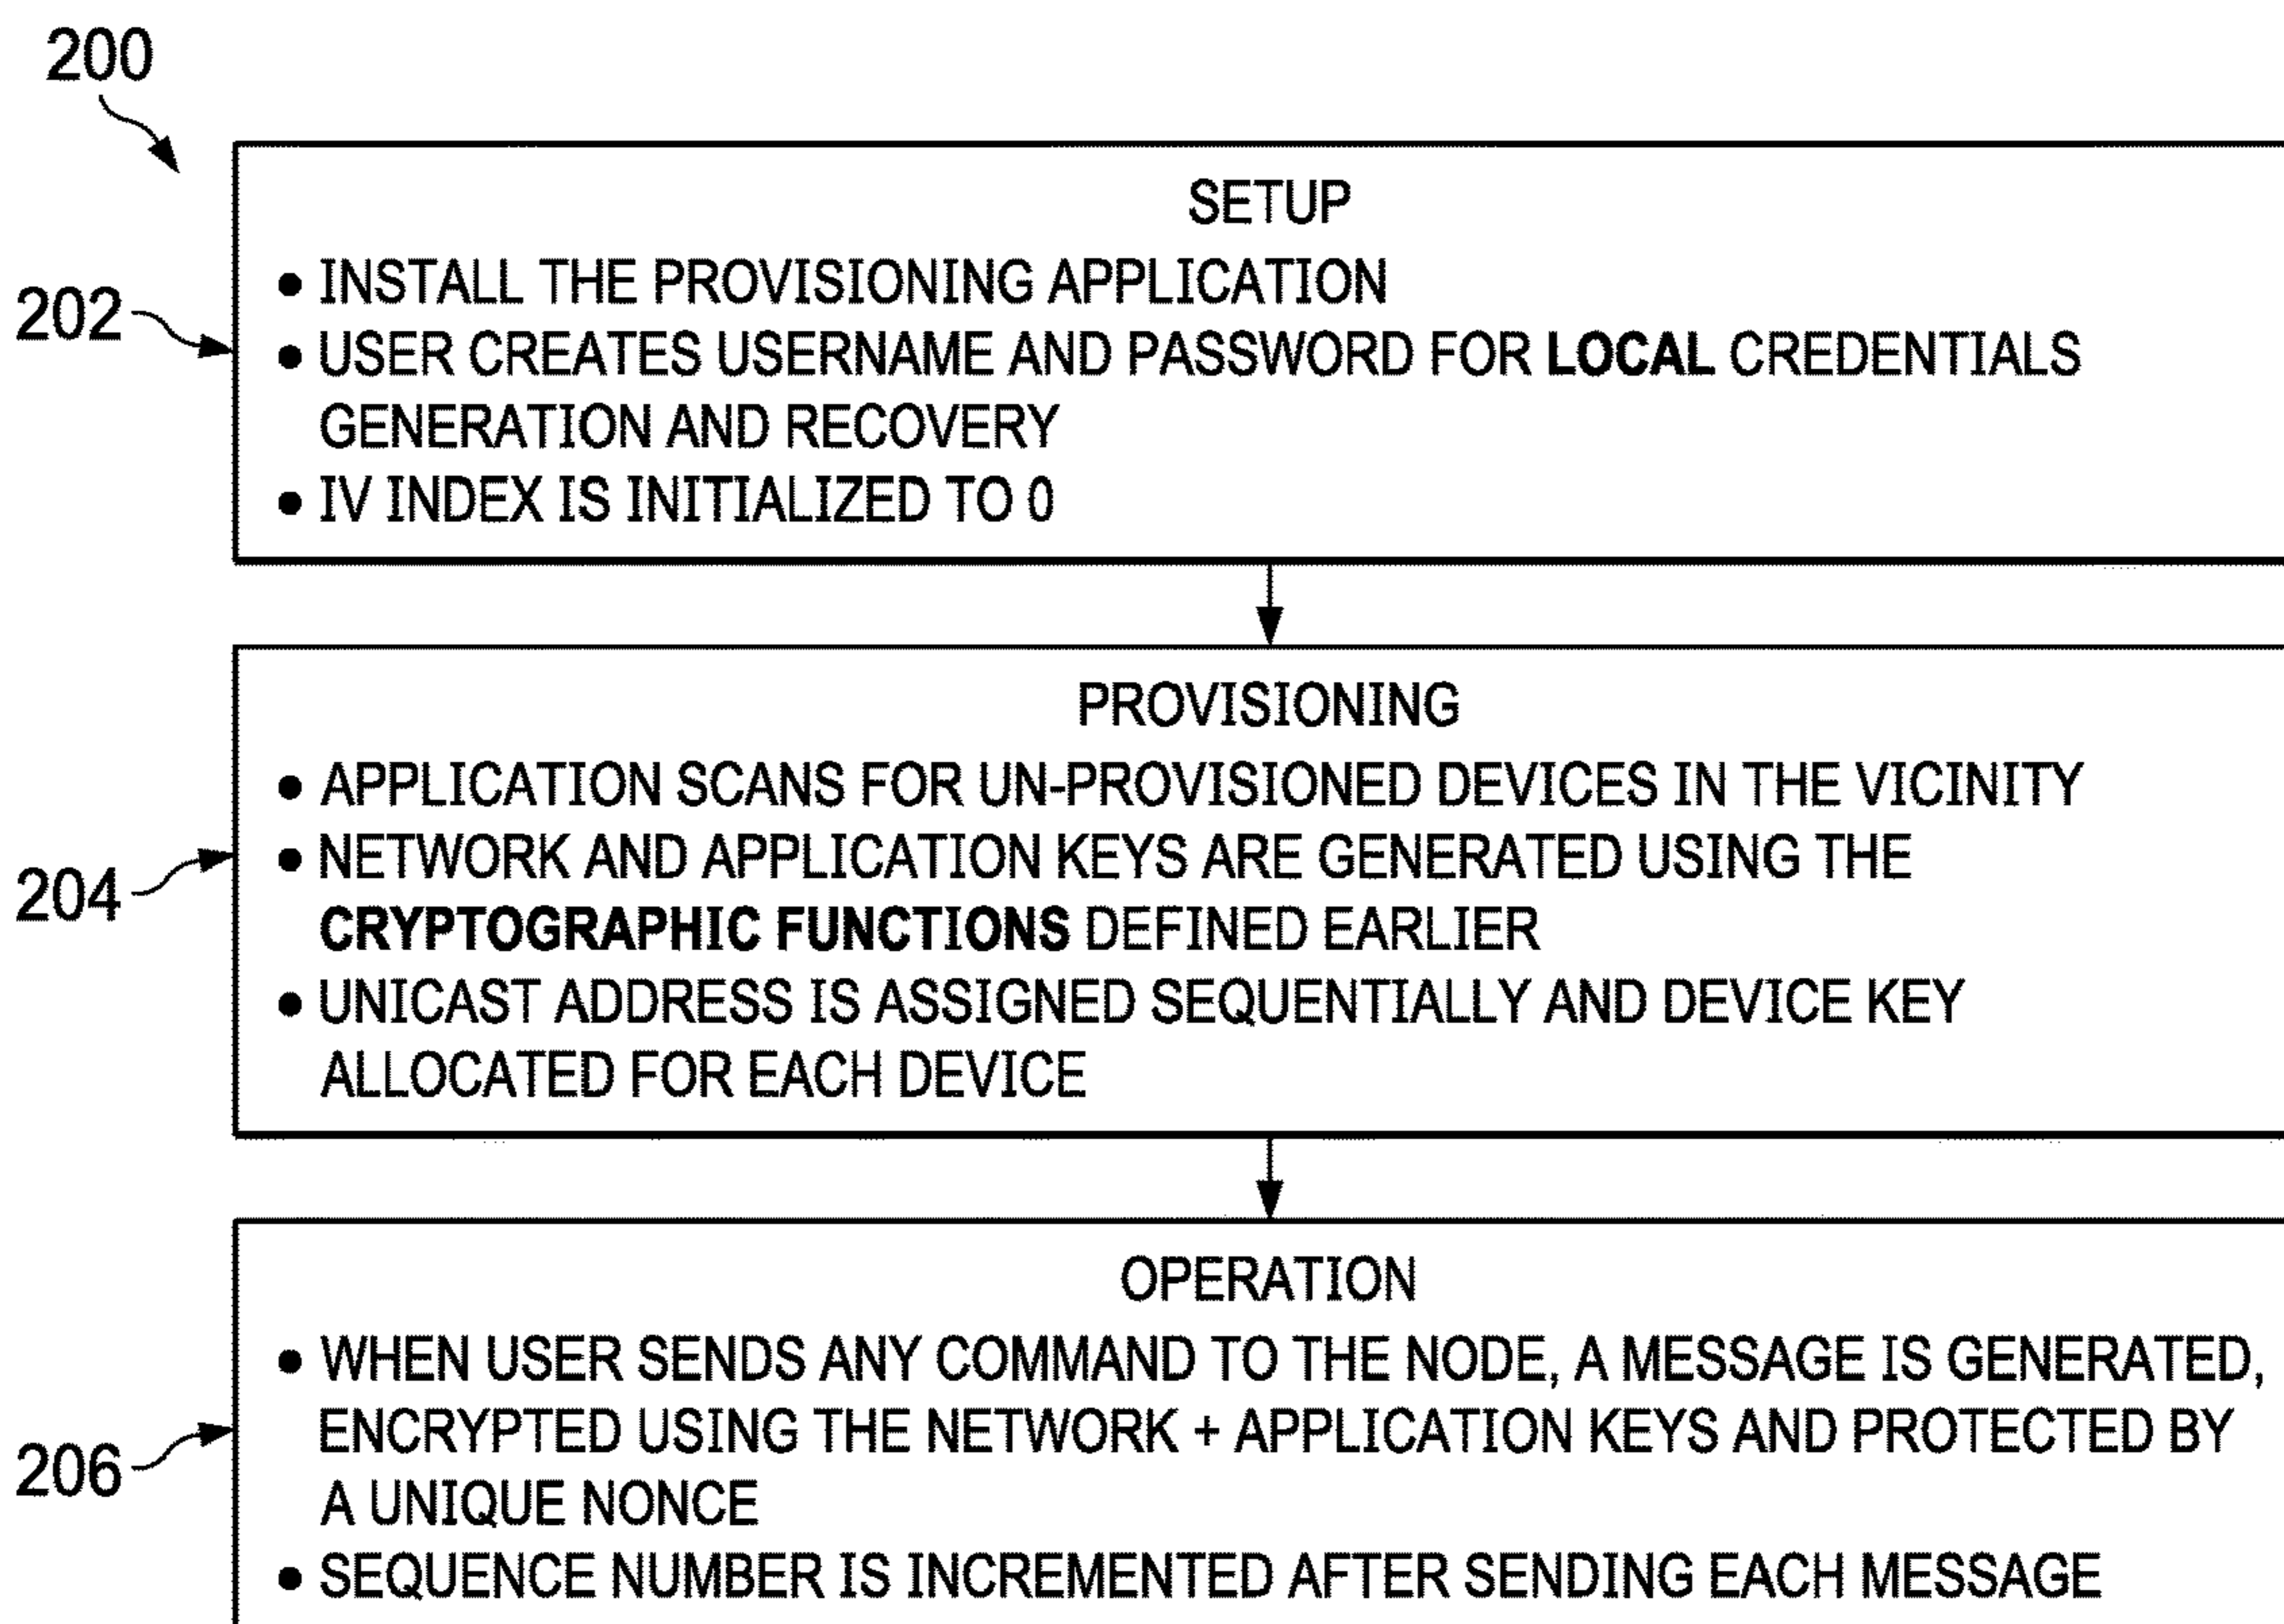 200
SETUP
202
• INSTALL THE PROVISIONING APPLICATION
• USER CREATES USERNAME AND PASSWORD FOR LOCAL CREDENTIALS
GENERATION AND RECOVERY
• IV INDEX IS INITIALIZED TO 0
PROVISIONING
204
• APPLICATION SCANS FOR UN-PROVISIONED DEVICES IN THE VICINITY
• NETWORK AND APPLICATION KEYS ARE GENERATED USING THE
CRYPTOGRAPHIC FUNCTIONS DEFINED EARLIER
• UNICAST ADDRESS IS ASSIGNED SEQUENTIALLY AND DEVICE KEY
ALLOCATED FOR EACH DEVICE
OPERATION
206
• WHEN USER SENDS ANY COMMAND TO THE NODE, A MESSAGE IS GENERATED,
ENCRYPTED USING THE NETWORK + APPLICATION KEYS AND PROTECTED BY
A UNIQUE NONCE
• SEQUENCE NUMBER IS INCREMENTED AFTER SENDING EACH MESSAGE